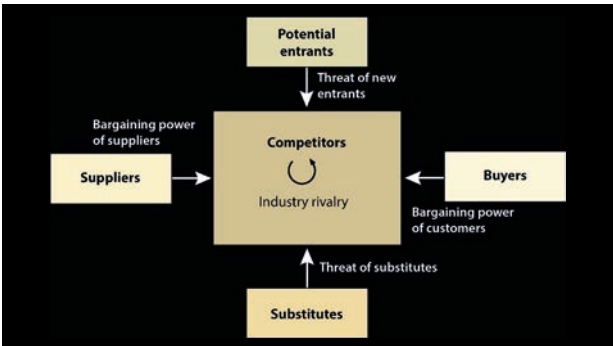 Potential
entrants
Threat of new
entrants
Bargaining power
of suppliers
Suppliers
Competitors
Industry rivalry
Buyers
Bargaining power
of customers
Threat of substitutes
Substitutes